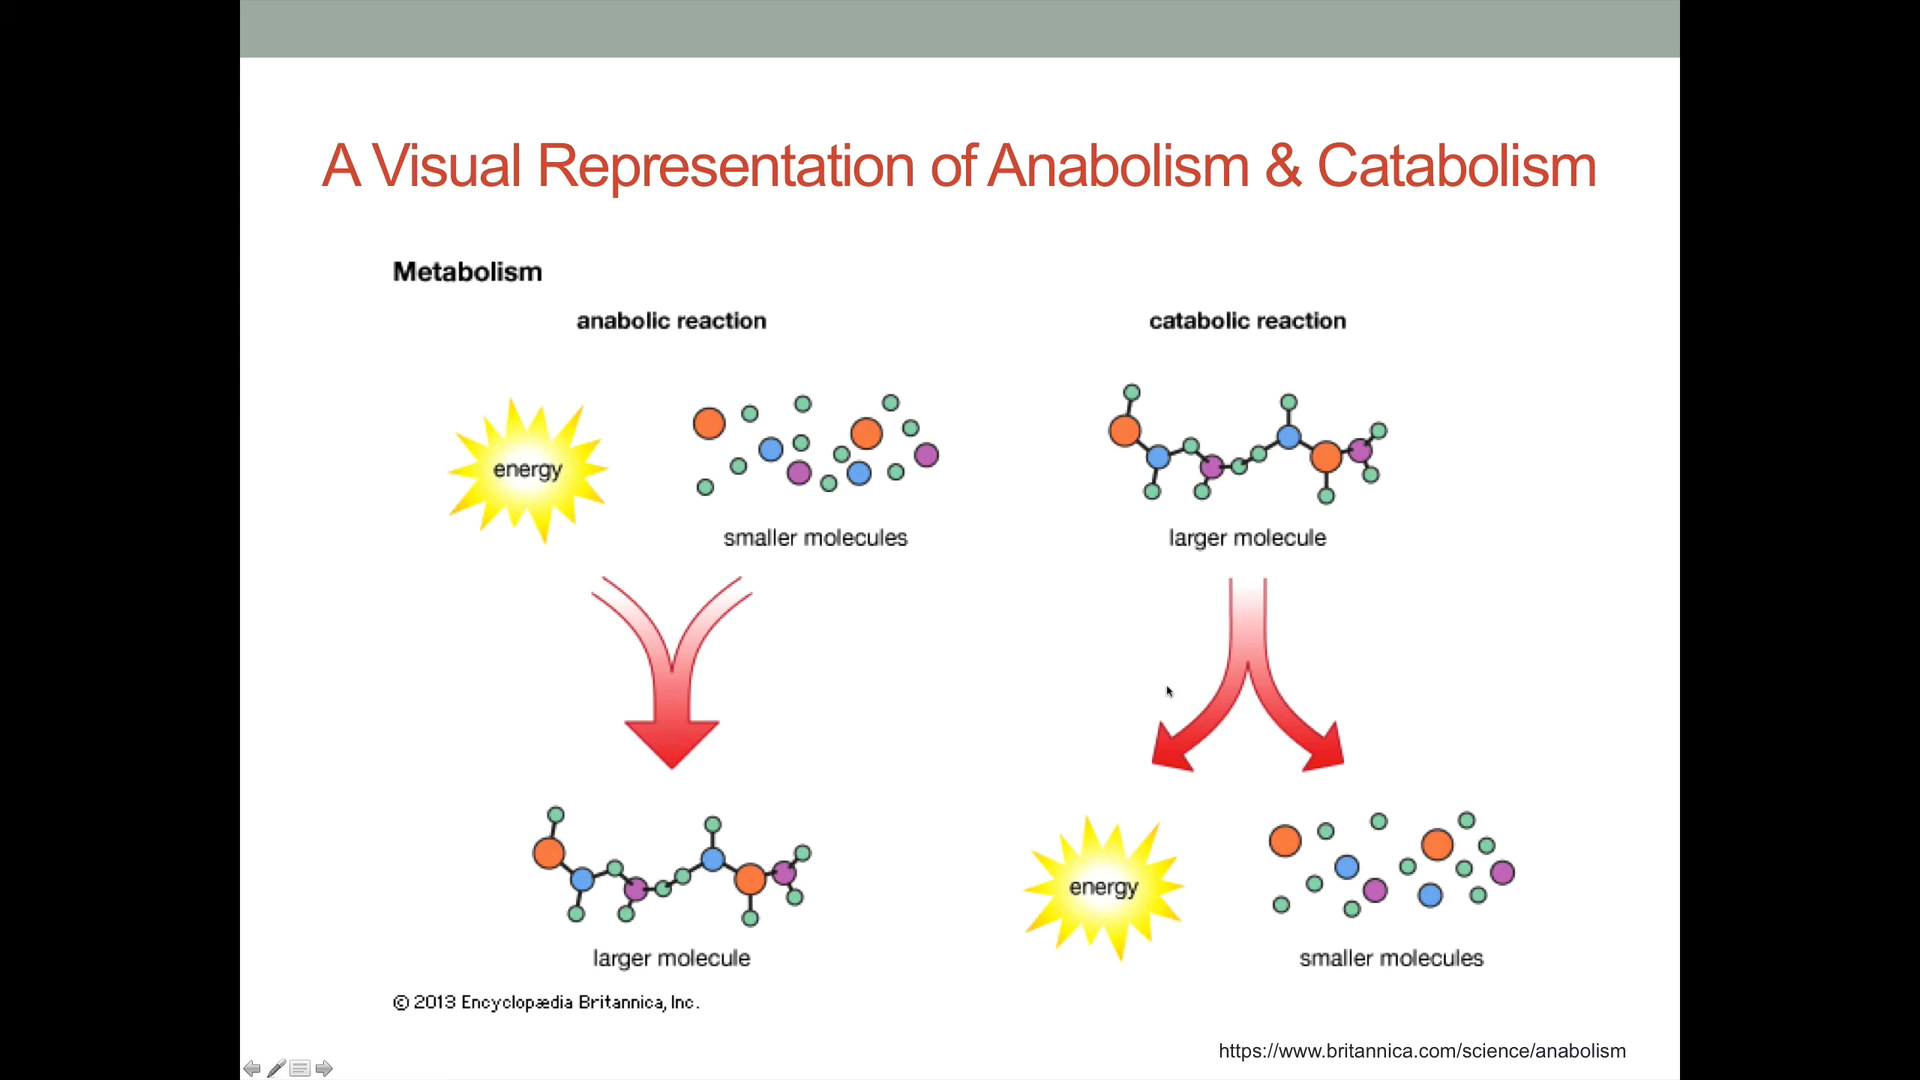 A Visual Representation of Anabolism & Catabolism
Metabolism
anabolic reaction
catabolic reaction
energy
smaller molecules
larger molecule
larger molecule
energy
smaller molecules
© 2013 Encyclopædia Britannica, Inc.
https://www.britannica.com/science/anabolism